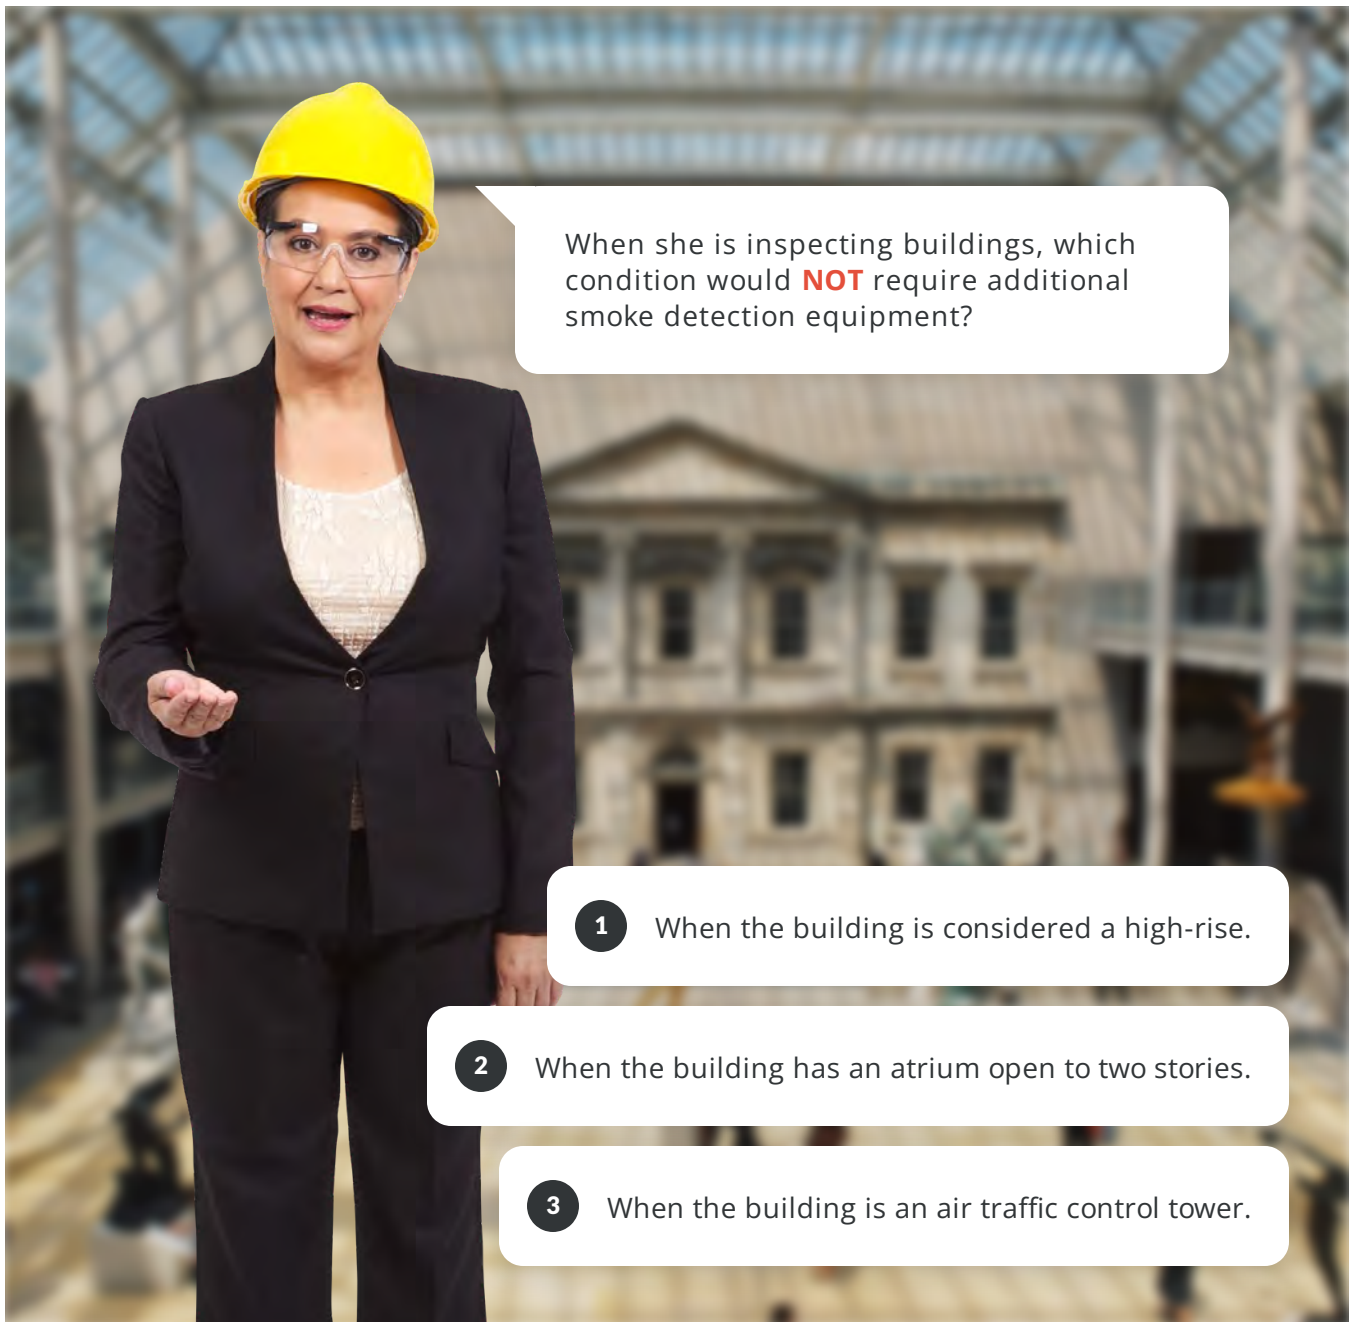 When she is inspecting buildings, which
condition would NOT require additional
smoke detection equipment?
1 When the building is considered a high-rise.
2 When the building has an atrium open to two stories.
3 When the building is an air traffic control tower.